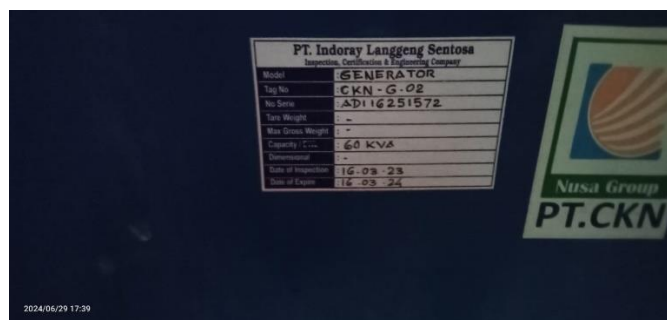 PT. Indoray Langgeng Sentosa
Inspection, Certification & Engineering Company
Model : GENERATOR
Tag No : CKN - G - 02
No Serie : AD116251572
Tare Weight : -
Max Gross Weight : -
Capacity : 60 KVA
Dimensional : -
Date of Inspection : 16-03-23
Date of Expire : 16-03-24
Nusa Group
PT.CKN
2024/06/29 17:39